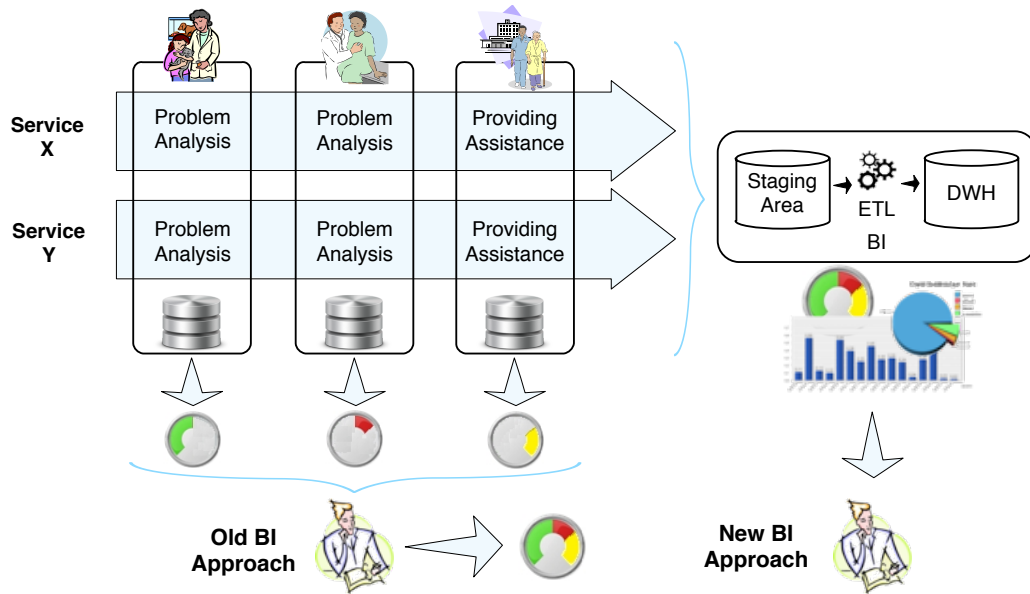 Service
X
Problem
Analysis
Problem
Analysis
Providing
Assistance
Service
Y
Problem
Analysis
Problem
Analysis
Providing
Assistance
Staging
Area
ETL
DWH
BI
Old BI
Approach
New BI
Approach